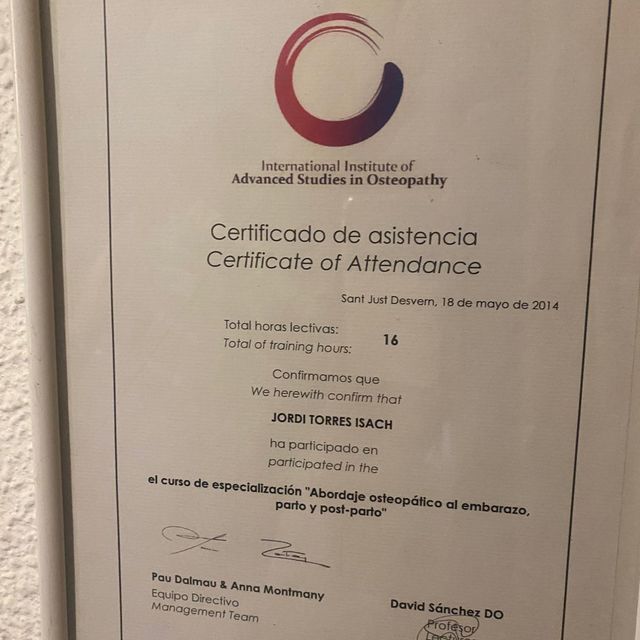 International Institute of
Advanced Studies in Osteopathy
Certificado de asistencia
Certificate of Attendance
Sant Just Desvern, 18 de mayo de 2014
Total horas lectivas:
Total of training hours:
16
Confirmamos que
We herewith confirm that
JORDI TORRES ISACH
ha participado en
participated in the
el curso de especialización "Abordaje osteopático al embarazo,
parto y post-parto"
Pau Dalmau & Anna Montmany
Equipo Directivo
Management Team
David Sánchez DO
Profesor